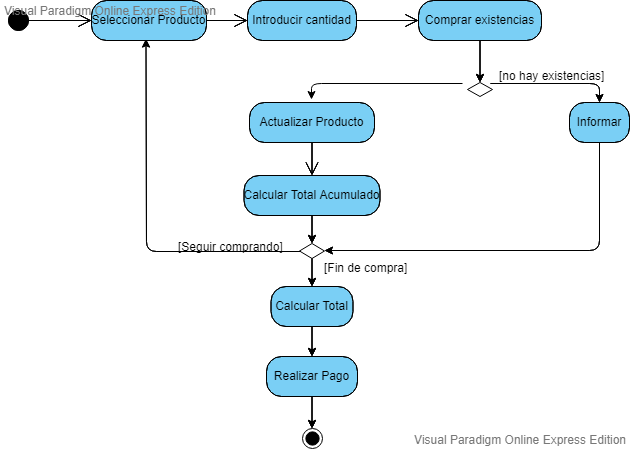 Visual Paradigm Online Express Edition
Seleccionar Producto
Introducir cantidad
Comprar existencias
[no hay existencias]
Actualizar Producto
Informar
Calcular Total Acumulado
[Seguir comprando]
[Fin de compra]
Calcular Total
Realizar Pago
Visual Paradigm Online Express Edition